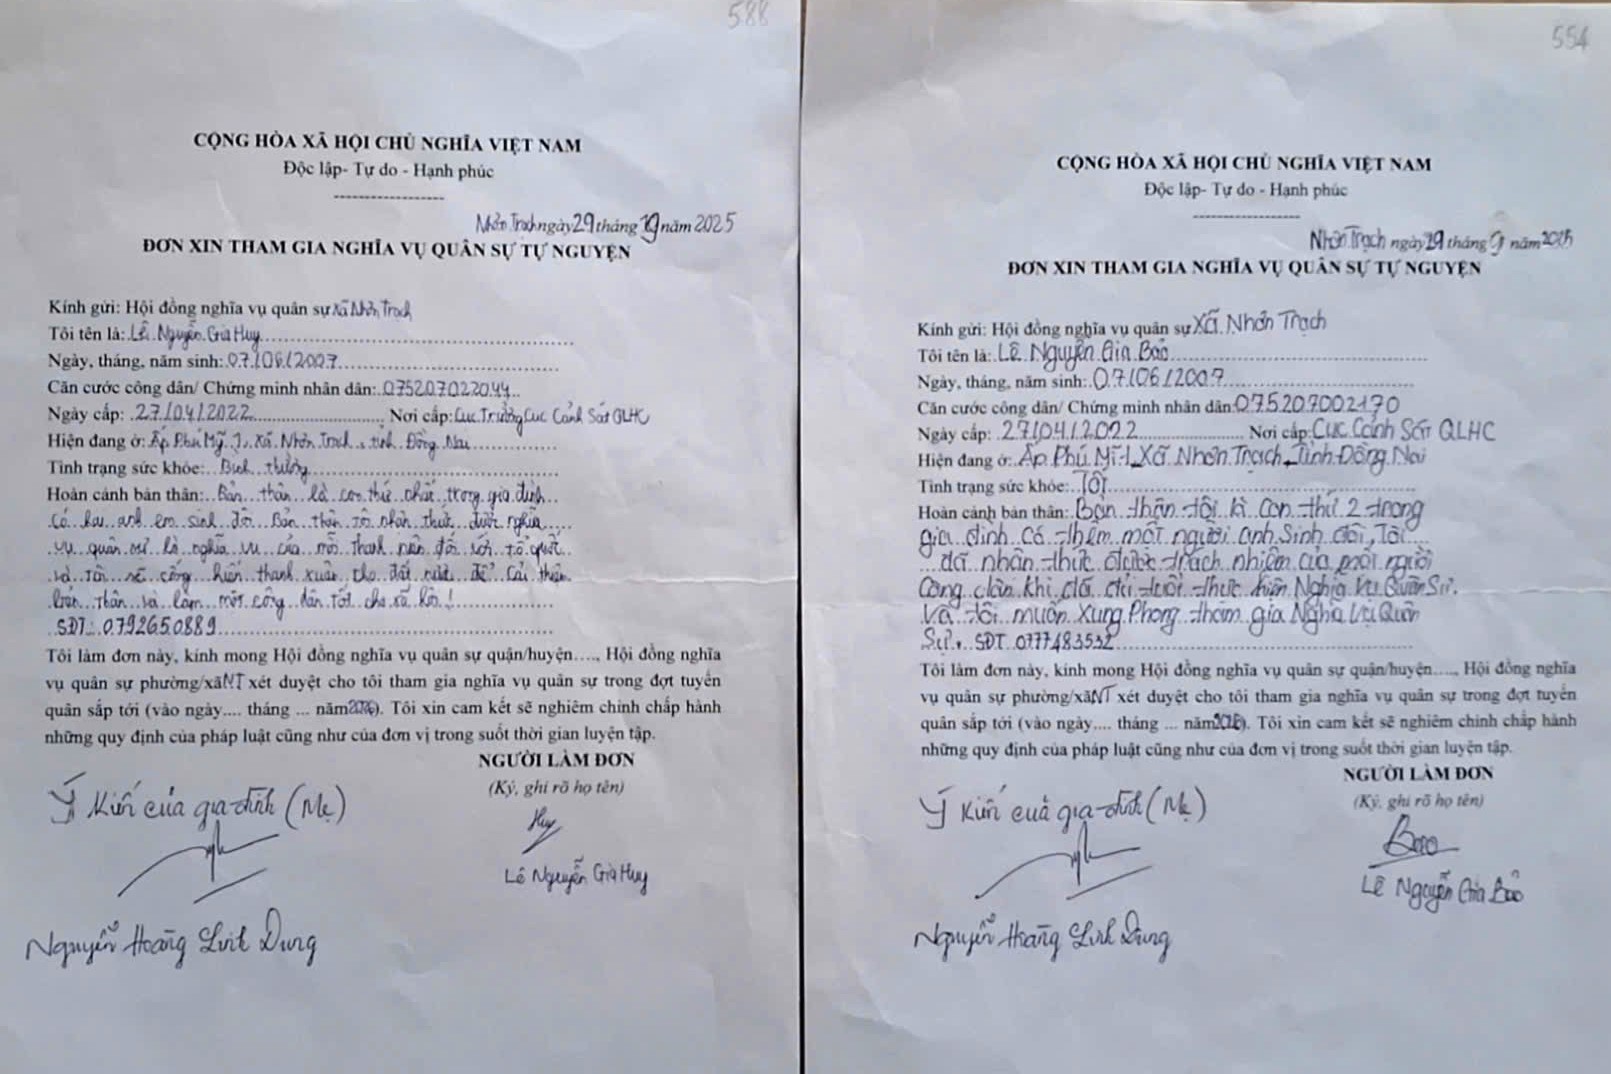 588
CỘNG HÒA XÃ HỘI CHỦ NGHĨA VIỆT NAM
Độc lập- Tự do - Hạnh phúc
Nhơn Trạch ngày 29 tháng 9 năm 2025
ĐƠN XIN THAM GIA NGHĨA VỤ QUÂN SỰ TỰ NGUYỆN
Kính gửi: Hội đồng nghĩa vụ quân sự xã Nhơn Trạch
Tôi tên là: Lê Nguyễn Gia Huy
Ngày, tháng, năm sinh: 07/06/2007
Căn cước công dân/ Chứng minh nhân dân: 075207022044
Ngày cấp: 27/04/2022 Nơi cấp: Cục Trưởng Cục Cảnh Sát QLHC
Hiện đang ở: Ấp Phú Mỹ 1, Xã Nhơn Trạch, tỉnh Đồng Nai
Tình trạng sức khỏe: Bình thường
Hoàn cảnh bản thân: Bản thân là con thứ nhất trong gia đình
Có hai anh em sinh đôi Bản thân tôi nhận thức được nghĩa
vụ quân sự là nghĩa vụ của mỗi thanh niên đối với tổ quốc
và tôi sẽ cống hiến thanh xuân cho đất nước để cải thiện
bản thân và làm một công dân tốt cho xã hội!
SĐT: 0792650889
Tôi làm đơn này, kính mong Hội đồng nghĩa vụ quân sự quận/huyện...., Hội đồng nghĩa
vụ quân sự phường/xã NT xét duyệt cho tôi tham gia nghĩa vụ quân sự trong đợt tuyển
quân sắp tới (vào ngày.... tháng ... năm 2026). Tôi xin cam kết sẽ nghiêm chỉnh chấp hành
những quy định của pháp luật cũng như của đơn vị trong suốt thời gian luyện tập.
NGƯỜI LÀM ĐƠN
(Ký, ghi rõ họ tên)
Ý kiến của gia đình (Mẹ)
Huy
Lê Nguyễn Gia Huy
Nguyễn Hoàng Linh Dung
554
CỘNG HÒA XÃ HỘI CHỦ NGHĨA VIỆT NAM
Độc lập- Tự do - Hạnh phúc
Nhơn Trạch ngày 29 tháng 9 năm 2025
ĐƠN XIN THAM GIA NGHĨA VỤ QUÂN SỰ TỰ NGUYỆN
Kính gửi: Hội đồng nghĩa vụ quân sự Xã Nhơn Trạch
Tôi tên là: Lê Nguyễn Gia Bảo
Ngày, tháng, năm sinh: 07/06/2007
Căn cước công dân/ Chứng minh nhân dân: 075207002170
Ngày cấp: 27/04/2022 Nơi cấp: Cục Cảnh Sát QLHC
Hiện đang ở: Ấp Phú Mĩ 1, Xã Nhơn Trạch, Tỉnh Đồng Nai
Tình trạng sức khỏe: Tốt
Hoàn cảnh bản thân: Bản thân tôi là con thứ 2 trong
gia đình có thêm một người anh Sinh đôi, Tôi
đã nhận thức được trách nhiệm của một người
Công dân khi đã đủ tuổi thực hiện Nghĩa Vụ Quân Sự.
Và tôi muốn Xung Phong tham gia Nghĩa Vụ Quân
Sự. SĐT 0777483532
Tôi làm đơn này, kính mong Hội đồng nghĩa vụ quân sự quận/huyện....., Hội đồng nghĩa
vụ quân sự phường/xã NT xét duyệt cho tôi tham gia nghĩa vụ quân sự trong đợt tuyển
quân sắp tới (vào ngày.... tháng ... năm 2026). Tôi xin cam kết sẽ nghiêm chỉnh chấp hành
những quy định của pháp luật cũng như của đơn vị trong suốt thời gian luyện tập.
NGƯỜI LÀM ĐƠN
(Ký, ghi rõ họ tên)
Ý kiến của gia đình (Mẹ)
Bảo
Lê Nguyễn Gia Bảo
Nguyễn Hoàng Linh Dung